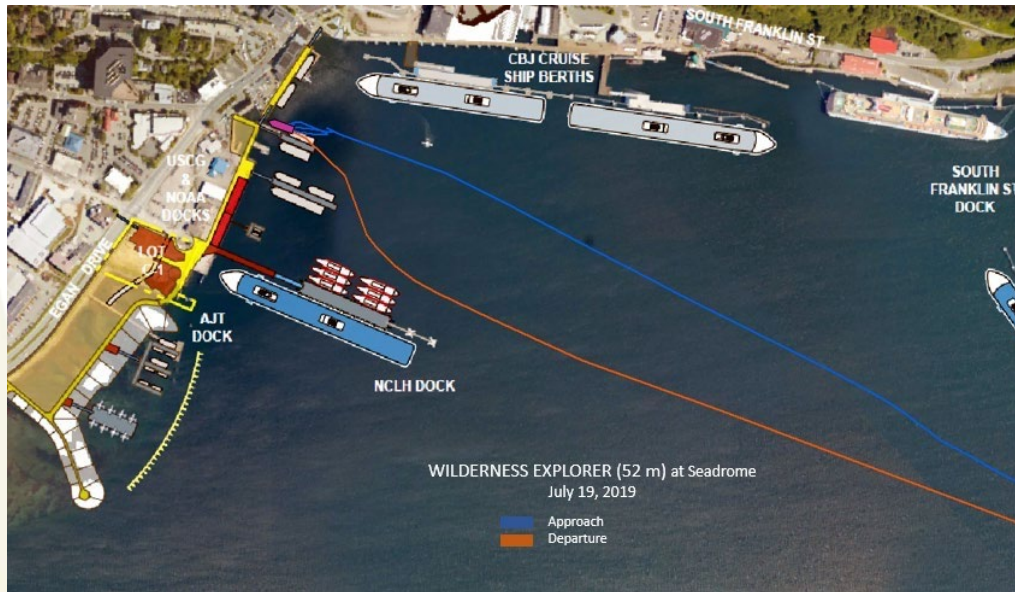 SOUTH FRANKLIN ST
CBJ CRUISE
SHIP BERTHS
USCG
&
NOAA
DOCKS
SOUTH
FRANKLIN ST
DOCK
EGAN DRIVE
LOT
AJT
DOCK
NCLH DOCK
WILDERNESS EXPLORER (52 m) at Seadrome
July 19, 2019
Approach
Departure